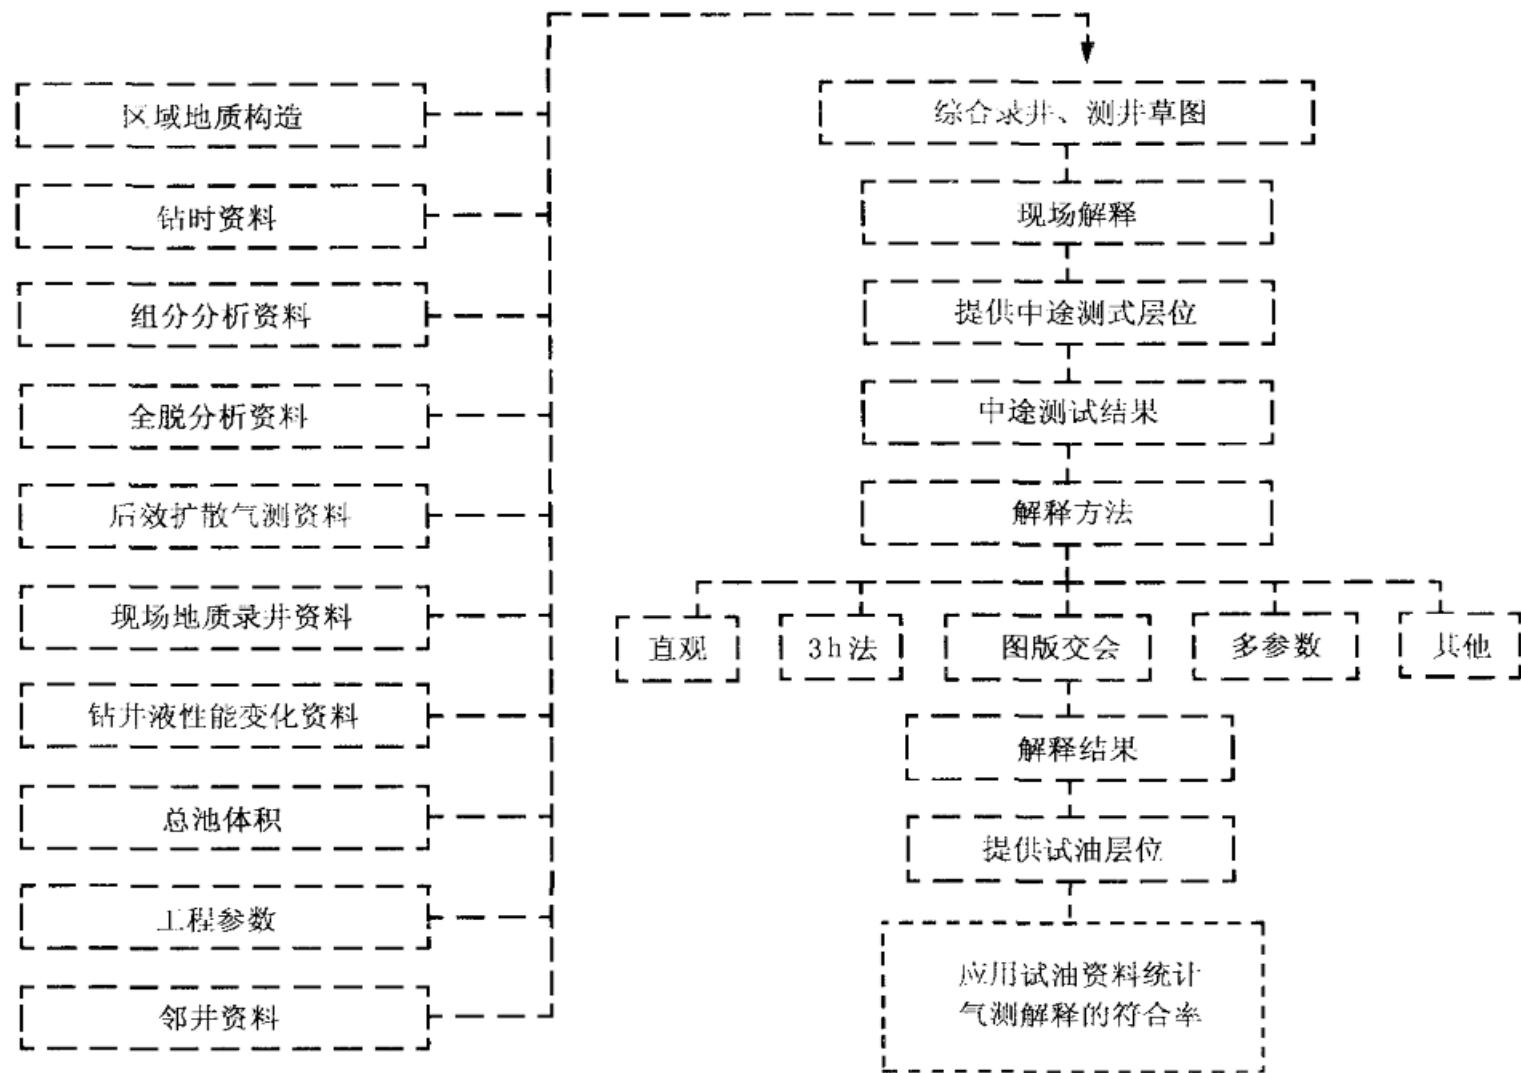 区域地质构造
钻时资料
组分分析资料
全脱分析资料
后效扩散气测资料
现场地质录井资料
钻井液性能变化资料
总池体积
工程参数
邻井资料
综合录井、测井草图
现场解释
提供中途测式层位
中途测试结果
解释方法
直观
3h法
图版交会
多参数
其他
解释结果
提供试油层位
应用试油资料统计
气测解释的符合率